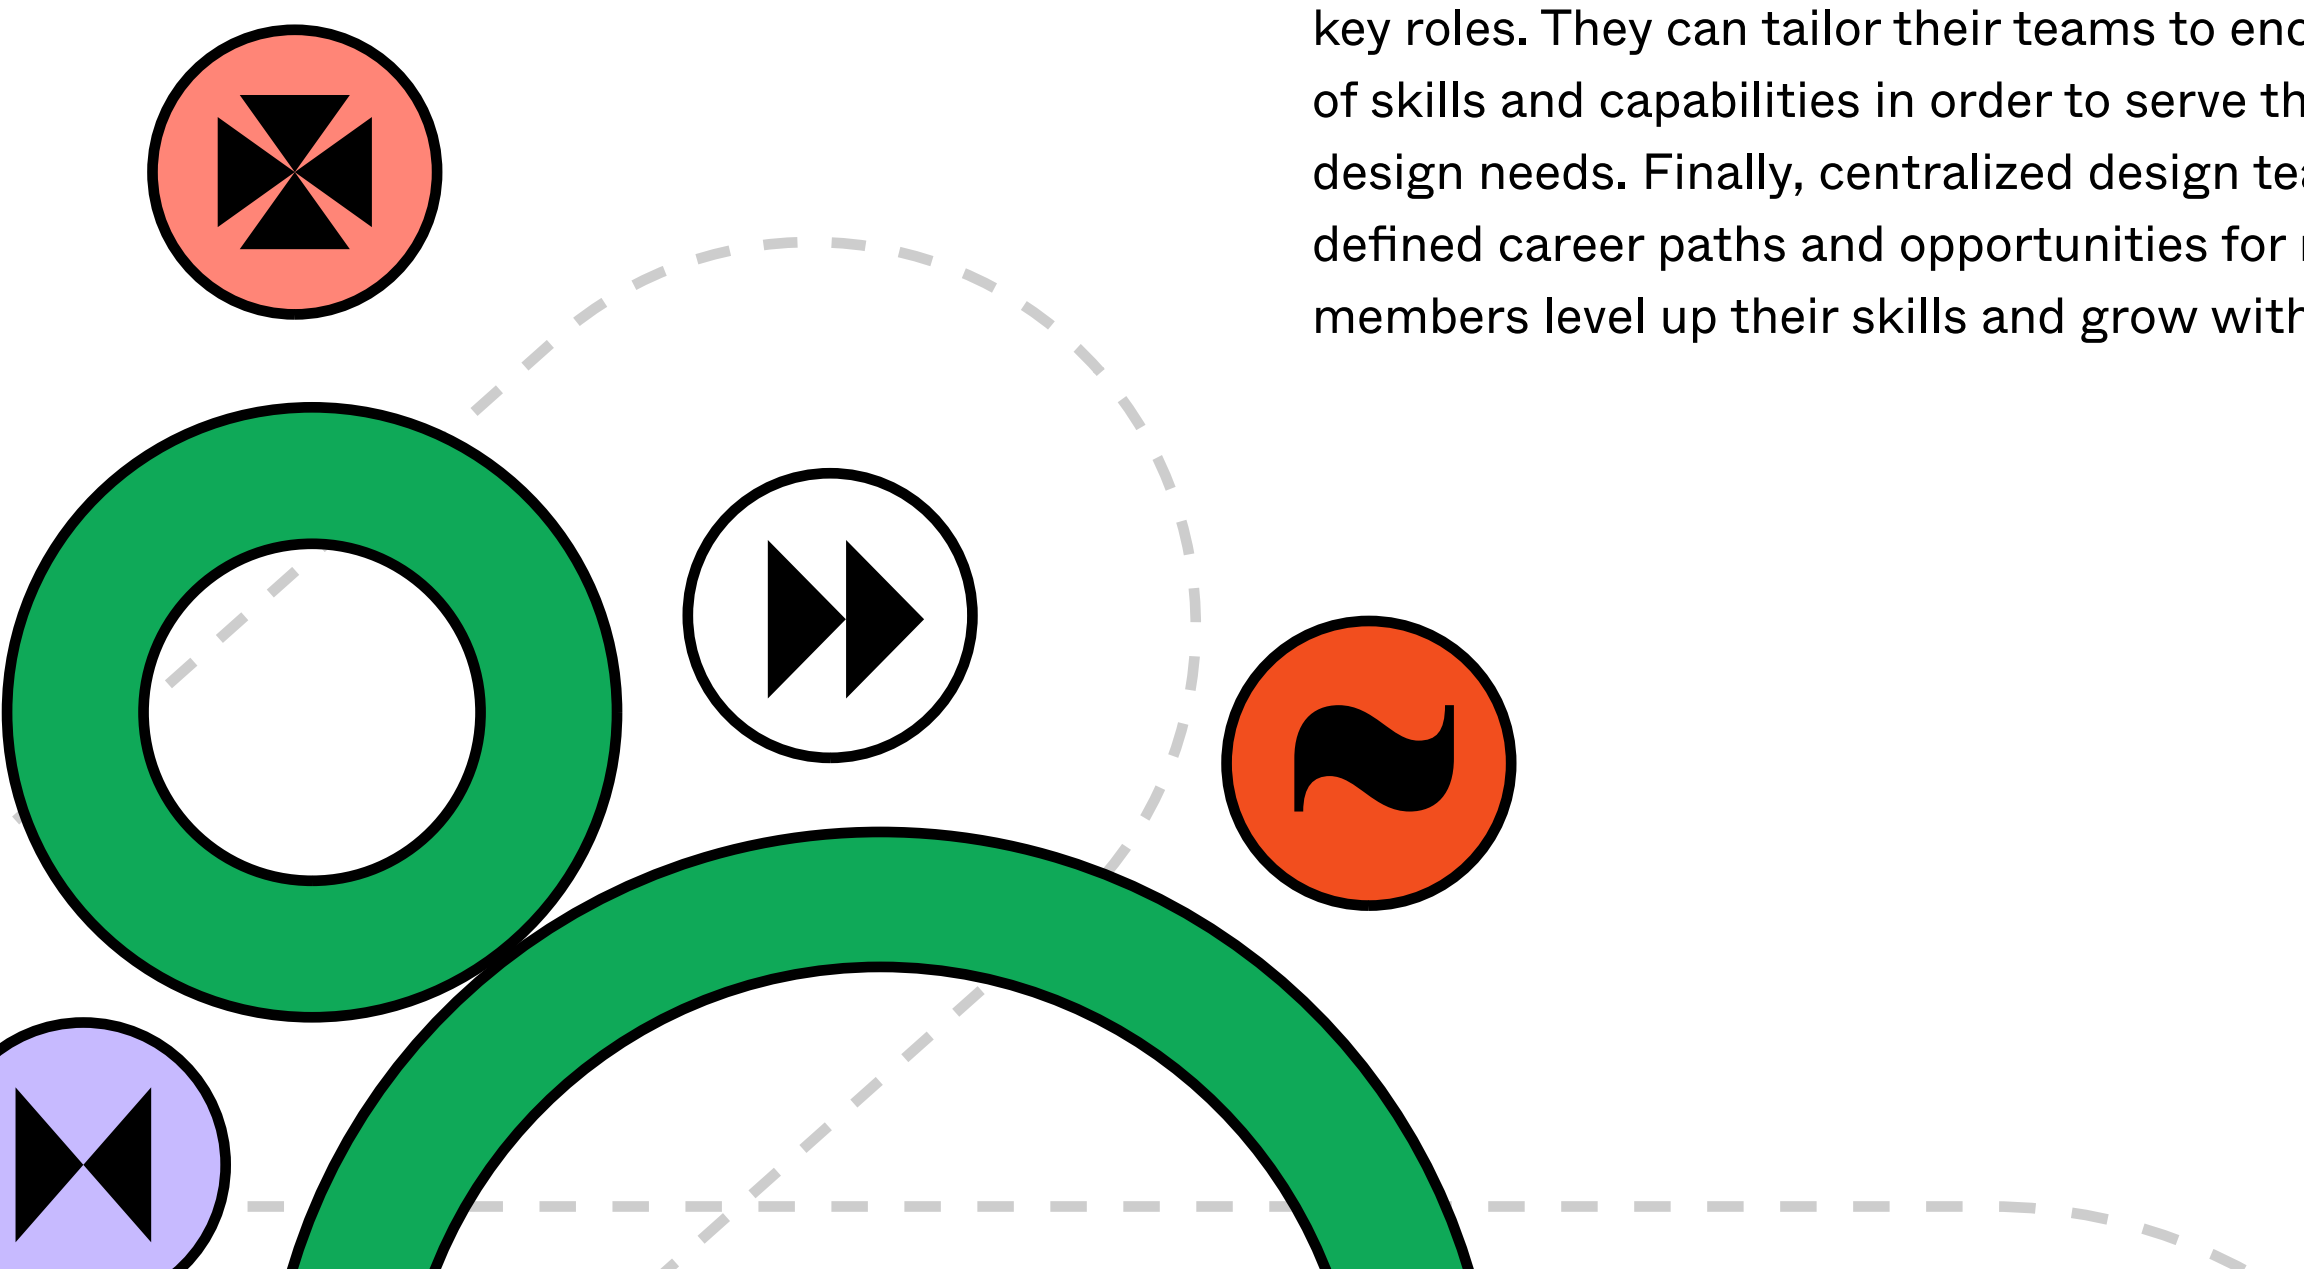 key roles. They can tailor their teams to
of skills and capabilities in order to serve
design needs. Finally, centralized design
defined career paths and opportunities for
members level up their skills and grow with